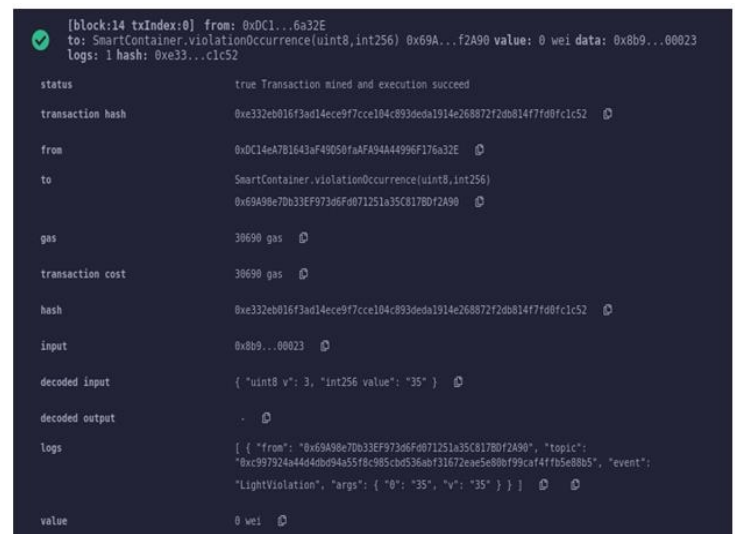 [block:14 txIndex:0] from: 0xDC1...6a32E
to: SmartContainer.violationOccurrence(uint8,int256) 0x69A...f2A90 value: 0 wei data: 0x8b9...00023
logs: 1 hash: 0xe33...c1c52
status true Transaction mined and execution succeed
transaction hash 0xe332eb016f3ad14ece9f7cce104c893deda1914e268872f2db814f7fd0fc1c52
from 0xDC14eA7B1643aF49D50faAFA94A44996F176a32E
to SmartContainer.violationOccurrence(uint8,int256)
0x69A98e7Db33EF973d6Fd071251a35C817BDf2A90
gas 30690 gas
transaction cost 30690 gas
hash 0xe332eb016f3ad14ece9f7cce104c893deda1914e268872f2db814f7fd0fc1c52
input 0x8b9...00023
decoded input { "uint8 v": 3, "int256 value": "35" }
decoded output -
logs [ { "from": "0x69A98e7Db33EF973d6Fd071251a35C817BDf2A90", "topic":
"0xc997924a44d4dbd94a55f8c985cbd536abf31672eae5e80bf99caf4ffb5e88b5", "event":
"LightViolation", "args": { "0": "35", "v": "35" } } ]
value 0 wei